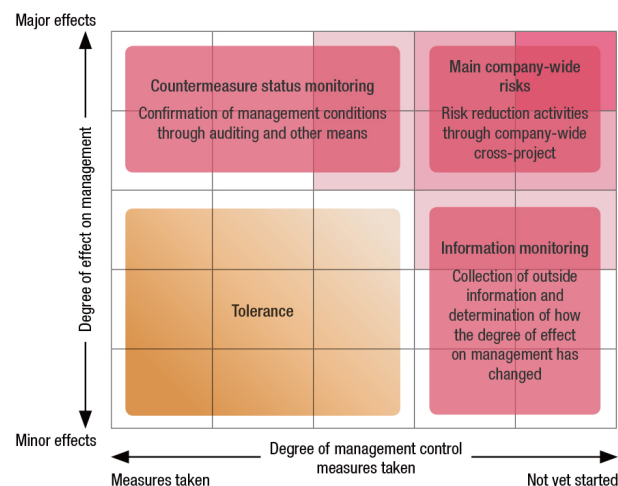 Major effects
Countermeasure status monitoring
Confirmation of management conditions
through auditing and other means
Main company-wide
risks
Risk reduction activities
through company-wide
cross-project
Degree of effect on management
Tolerance
Information monitoring
Collection of outside
information and
determination of how
the degree of effect
on management has
changed
Minor effects
Degree of management control
measures taken
Measures taken
Not yet started